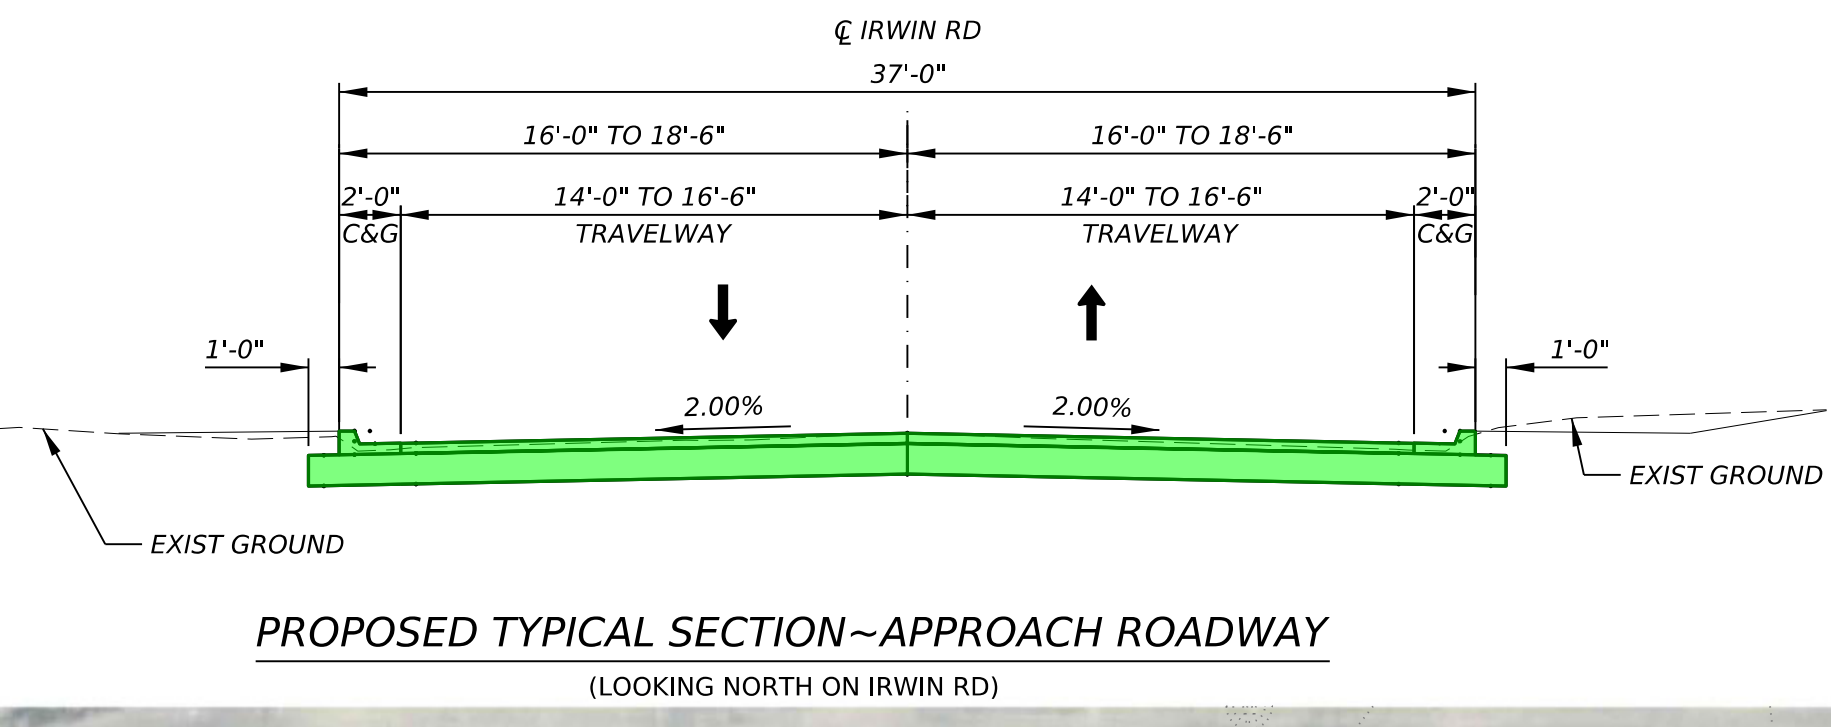 ℄ IRWIN RD
37'-0"
16'-0" TO 18'-6" 16'-0" TO 18'-6"
2'-0" 14'-0" TO 16'-6" 14'-0" TO 16'-6" 2'-0"
C&G TRAVELWAY TRAVELWAY C&G
1'-0" 1'-0"
2.00% 2.00%
EXIST GROUND
EXIST GROUND
PROPOSED TYPICAL SECTION~APPROACH ROADWAY
(LOOKING NORTH ON IRWIN RD)